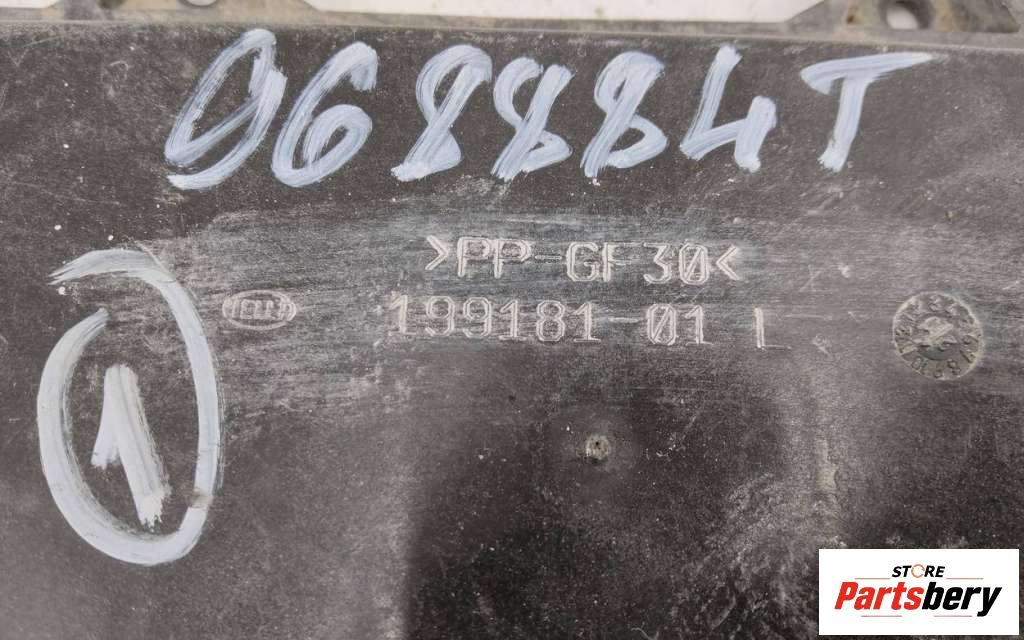 068884T
>PP-GF30<
HELLA
199181-01 L
1
STORE
Partsbery